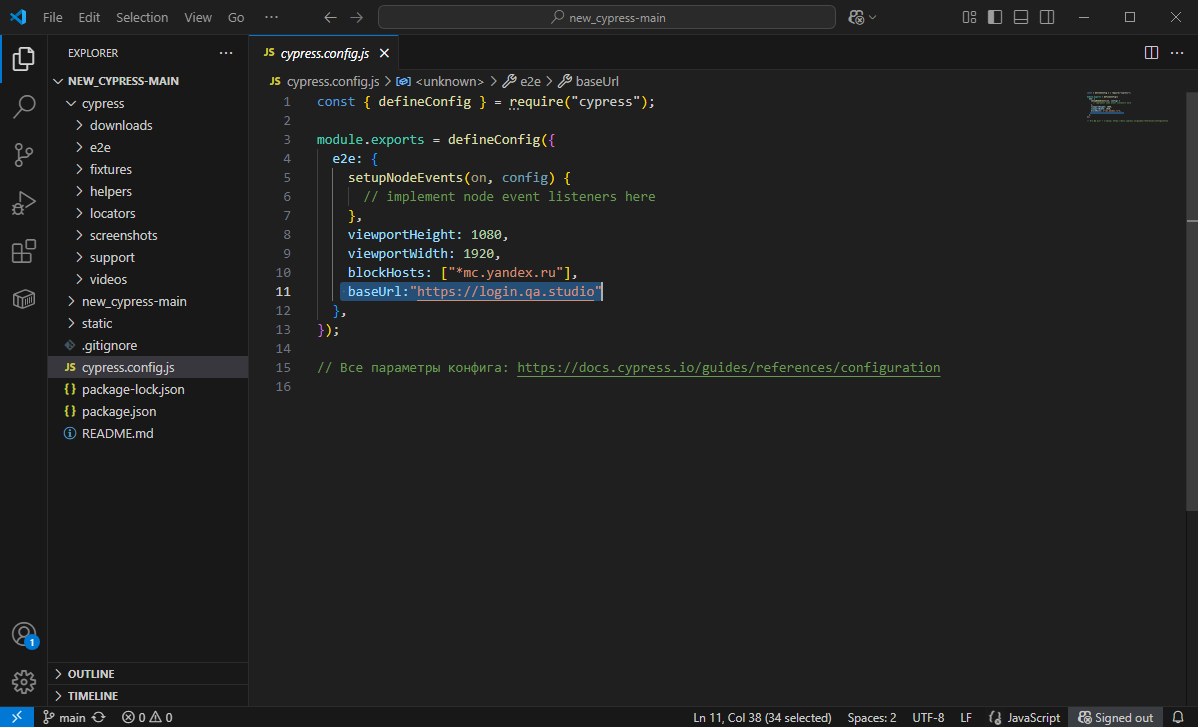 File Edit Selection View Go ··· new_cypress-main
EXPLORER ···
NEW_CYPRESS-MAIN
cypress
downloads
e2e
fixtures
helpers
locators
screenshots
support
videos
new_cypress-main
static
.gitignore
JS cypress.config.js
{} package-lock.json
{} package.json
README.md
OUTLINE
TIMELINE
JS cypress.config.js
JS cypress.config.js > <unknown> > e2e > baseUrl
1 const { defineConfig } = require("cypress");
2
3 module.exports = defineConfig({
4 e2e: {
5 setupNodeEvents(on, config) {
6 // implement node event listeners here
7 },
8 viewportHeight: 1080,
9 viewportWidth: 1920,
10 blockHosts: ["*mc.yandex.ru"],
11 baseUrl:"https://login.qa.studio"
12 },
13 });
14
15 // Все параметры конфига: https://docs.cypress.io/guides/references/configuration
16
1
main 0 0 Ln 11, Col 38 (34 selected) Spaces: 2 UTF-8 LF JavaScript Signed out